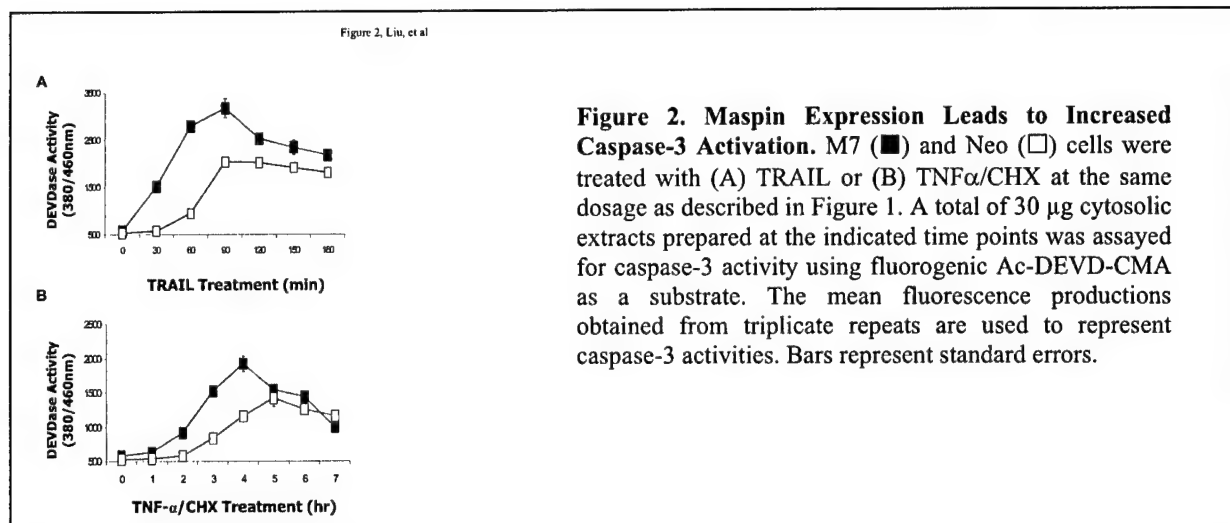 Figure 2, Liu, et al
A
DEVDase Activity
(380/460nm)
3500
2500
1500
500
0 30 60 90 120 150 180
TRAIL Treatment (min)
B
DEVDase Activity
(380/460nm)
2500
2000
1500
1000
500
0 1 2 3 4 5 6 7
TNF-α/CHX Treatment (hr)
Figure 2. Maspin Expression Leads to Increased
Caspase-3 Activation. M7 (■) and Neo (□) cells were
treated with (A) TRAIL or (B) TNFα/CHX at the same
dosage as described in Figure 1. A total of 30 µg cytosolic
extracts prepared at the indicated time points was assayed
for caspase-3 activity using fluorogenic Ac-DEVD-CMA
as a substrate. The mean fluorescence productions
obtained from triplicate repeats are used to represent
caspase-3 activities. Bars represent standard errors.